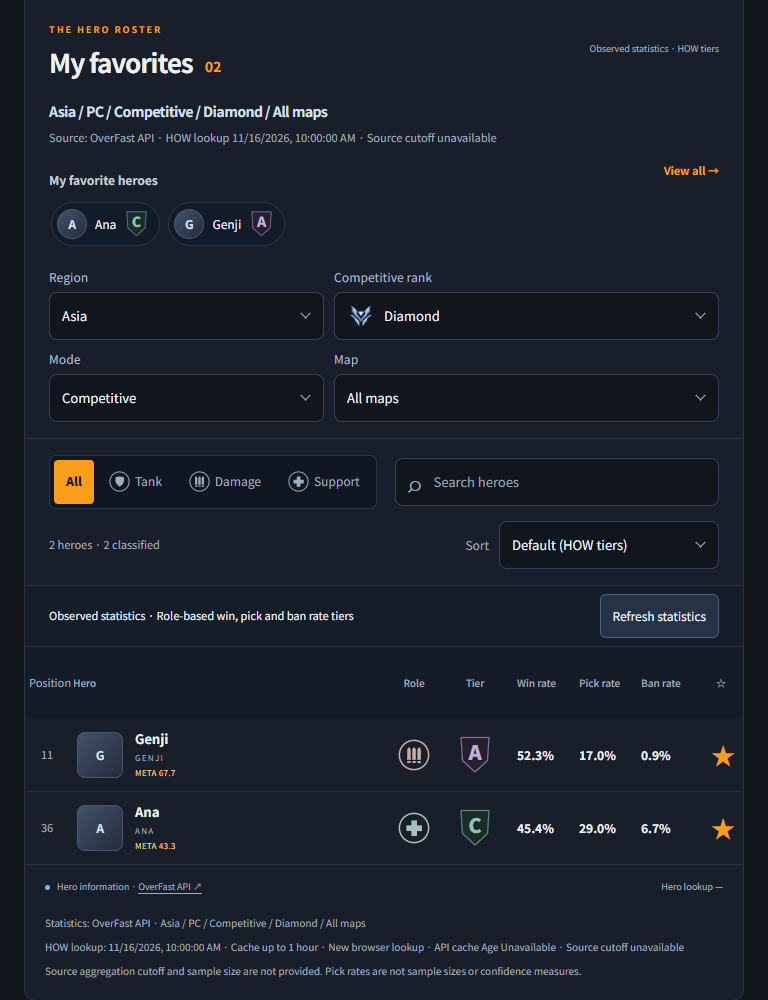 THE HERO ROSTER
My favorites 02
Observed statistics · HOW tiers
Asia / PC / Competitive / Diamond / All maps
Source: OverFast API · HOW lookup 11/16/2026, 10:00:00 AM · Source cutoff unavailable
My favorite heroes
View all →
A Ana C G Genji A
Region Competitive rank
Asia Diamond
Mode Map
Competitive All maps
All Tank Damage Support Search heroes
2 heroes · 2 classified Sort Default (HOW tiers)
Observed statistics · Role-based win, pick and ban rate tiers Refresh statistics
Position Hero Role Tier Win rate Pick rate Ban rate ☆
11 G Genji A 52.3% 17.0% 0.9% ★
GENJI
META 67.7
36 A Ana C 45.4% 29.0% 6.7% ★
ANA
META 43.3
Hero information · OverFast API ↗ Hero lookup —
Statistics: OverFast API · Asia / PC / Competitive / Diamond / All maps
HOW lookup: 11/16/2026, 10:00:00 AM · Cache up to 1 hour · New browser lookup · API cache Age Unavailable · Source cutoff unavailable
Source aggregation cutoff and sample size are not provided. Pick rates are not sample sizes or confidence measures.